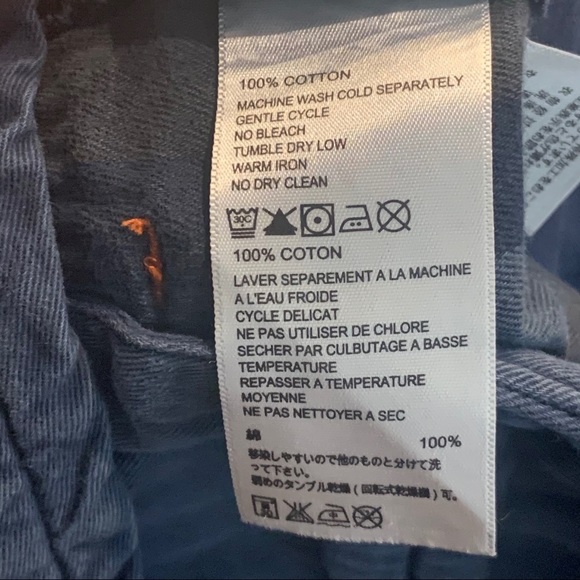 100% COTTON
MACHINE WASH COLD SEPARATELY
GENTLE CYCLE
NO BLEACH
TUMBLE DRY LOW
WARM IRON
NO DRY CLEAN
30C
100% COTON
LAVER SEPAREMENT A LA MACHINE
A L'EAU FROIDE
CYCLE DELICAT
NE PAS UTILISER DE CHLORE
SECHER PAR CULBUTAGE A BASSE
TEMPERATURE
REPASSER A TEMPERATURE
MOYENNE
NE PAS NETTOYER A SEC
綿 100%
移染しやすいので他のものと分けて洗
って下さい。
弱めのタンブル乾燥(回転式乾燥機)可。